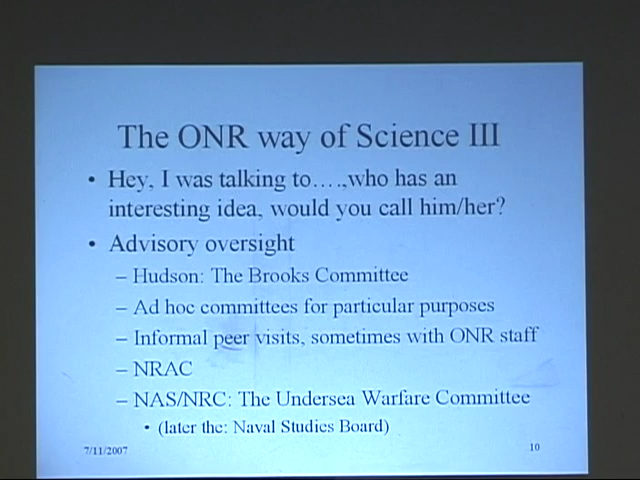 The ONR way of Science III
• Hey, I was talking to….,who has an
interesting idea, would you call him/her?
• Advisory oversight
– Hudson: The Brooks Committee
– Ad hoc committees for particular purposes
– Informal peer visits, sometimes with ONR staff
– NRAC
– NAS/NRC: The Undersea Warfare Committee
• (later the: Naval Studies Board)
7/11/2007
10